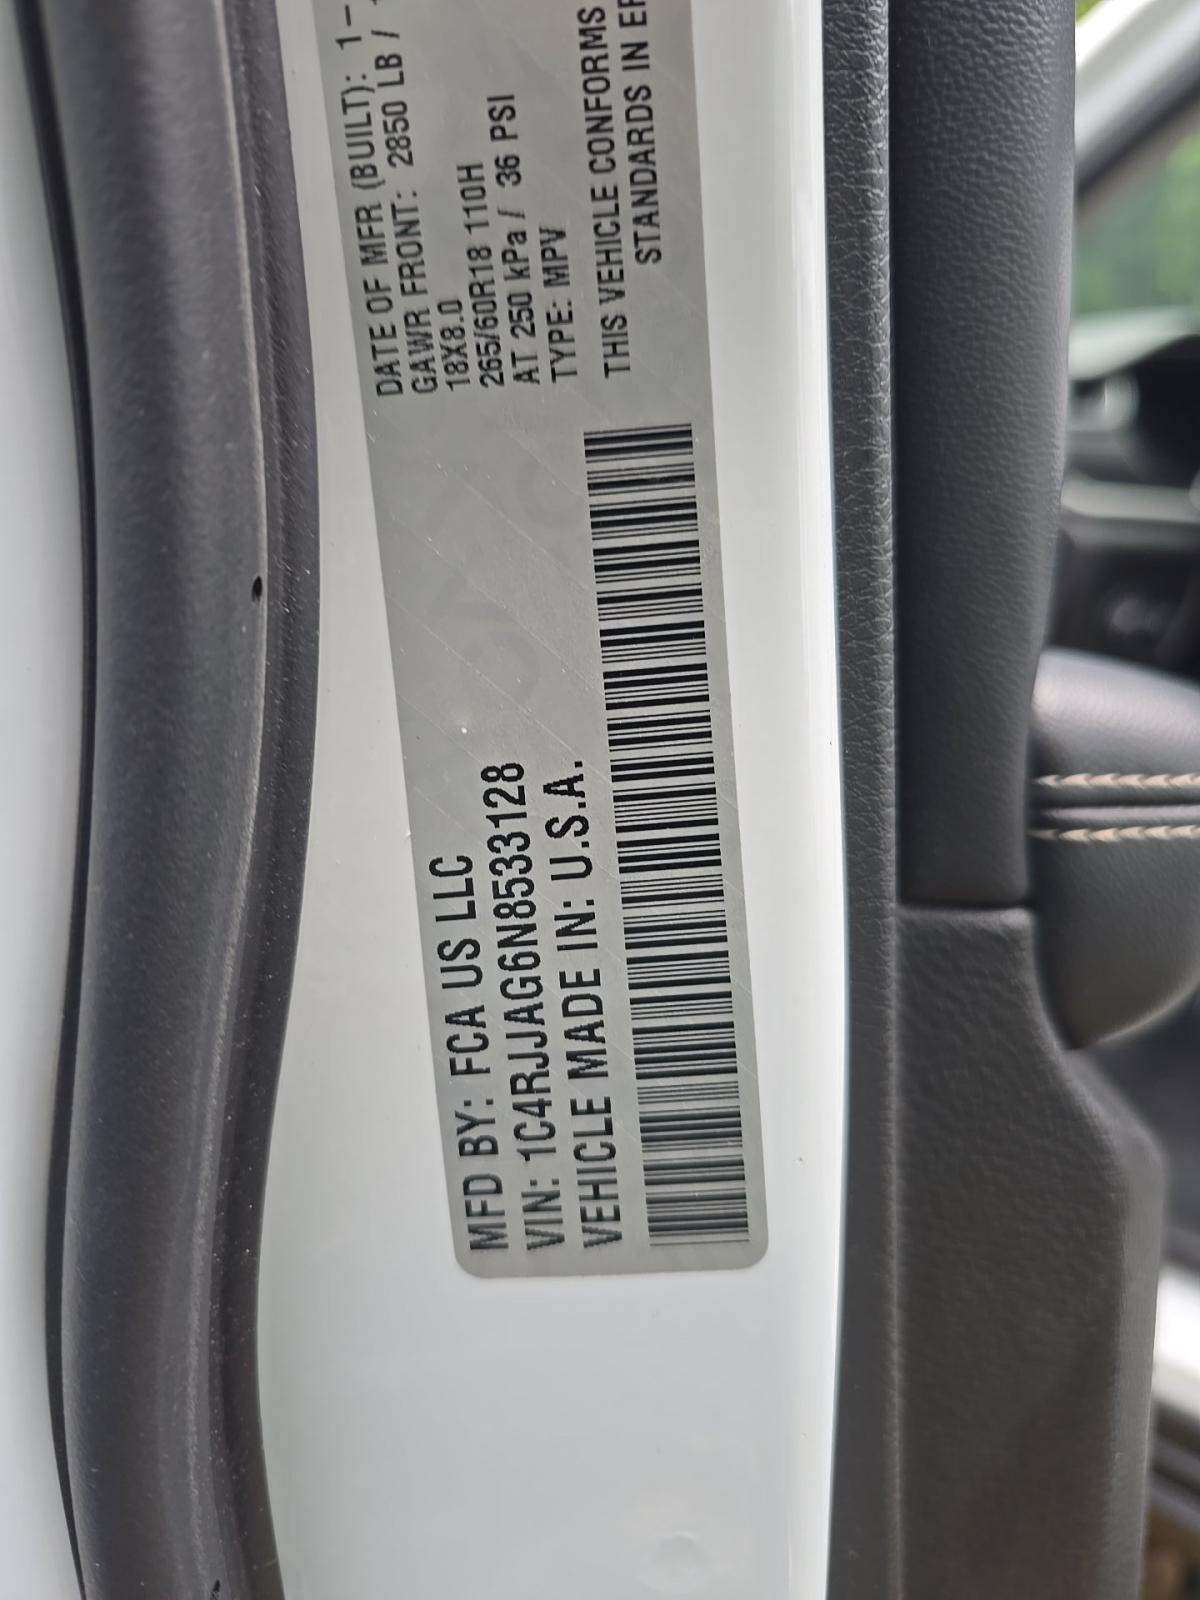 MFD BY: FCA US LLC
VIN: 1C4RJJAG6N8533128
VEHICLE MADE IN: U.S.A.
DATE OF MFR (BUILT): 1-
GAWR FRONT: 2850 LB /
18X8.0
265/60R18 110H
AT 250 kPa / 36 PSI
TYPE: MPV
THIS VEHICLE CONFORMS
STANDARDS IN